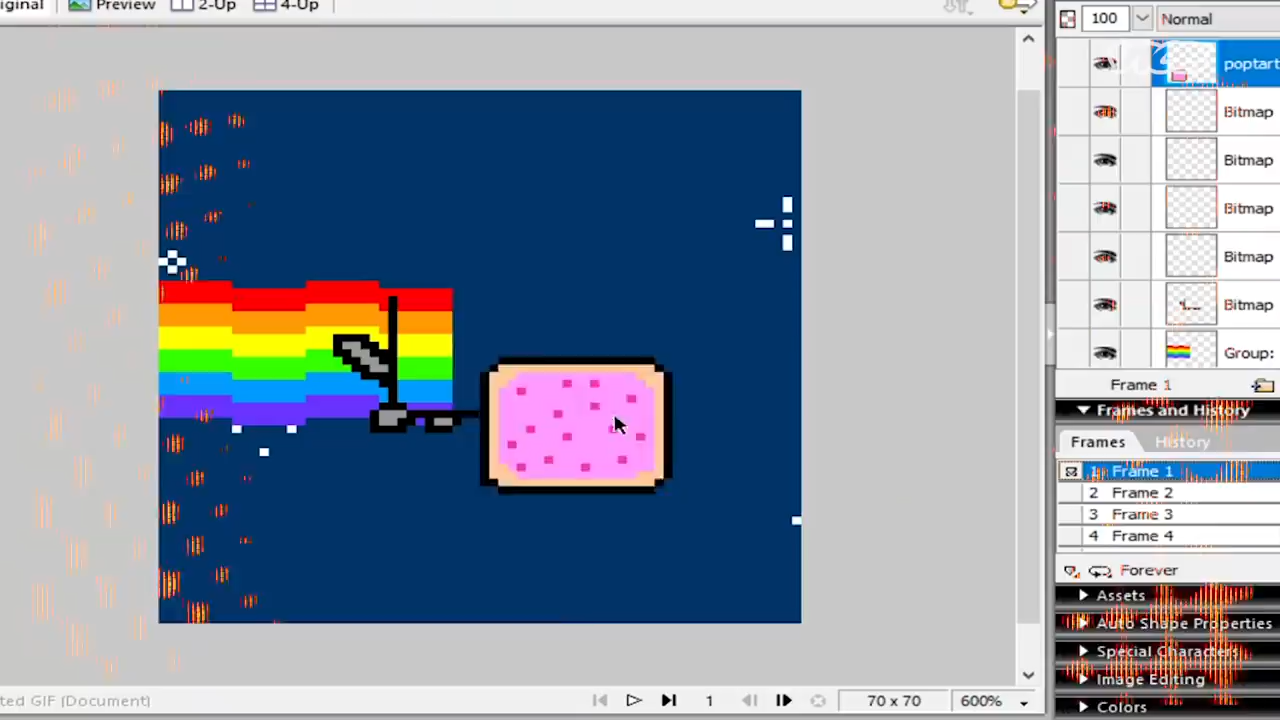 iginal Preview 2-Up 4-Up
100 Normal
poptart
Bitmap
Bitmap
Bitmap
Bitmap
Bitmap
Group:
Frame 1
Frames and History
Frames History
1 Frame 1
2 Frame 2
3 Frame 3
4 Frame 4
Forever
Assets
Auto Shape Properties
Special Characters
Image Editing
Colors
ted GIF (Document) 1 70 x 70 600%